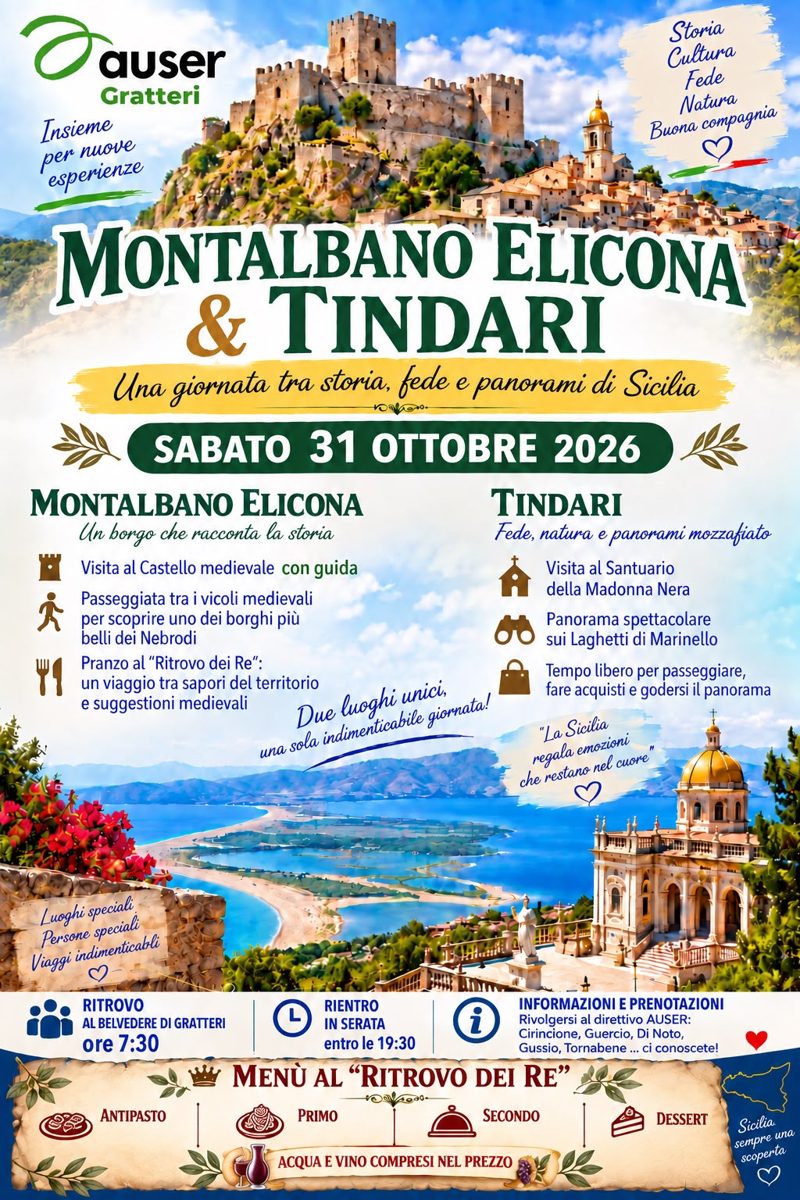 auser
Gratteri
Insieme
per nuove
esperienze
Storia
Cultura
Fede
Natura
Buona compagnia
MONTALBANO ELICONA
& TINDARI
Una giornata tra storia, fede e panorami di Sicilia
SABATO 31 OTTOBRE 2026
MONTALBANO ELICONA
Un borgo che racconta la storia
Visita al Castello medievale con guida
Passeggiata tra i vicoli medievali
per scoprire uno dei borghi più
belli dei Nebrodi
Pranzo al "Ritrovo dei Re":
un viaggio tra sapori del territorio
e suggestioni medievali
TINDARI
Fede, natura e panorami mozzafiato
Visita al Santuario
della Madonna Nera
Panorama spettacolare
sui Laghetti di Marinello
Tempo libero per passeggiare,
fare acquisti e godersi il panorama
Due luoghi unici,
una sola indimenticabile giornata!
"La Sicilia
regala emozioni
che restano nel cuore"
Luoghi speciali
Persone speciali
Viaggi indimenticabli
RITROVO
AL BELVEDERE DI GRATTERI
ore 7:30
RIENTRO
IN SERATA
entro le 19:30
INFORMAZIONI E PRENOTAZIONI
Rivolgersi al direttivo AUSER:
Cirincione, Guercio, Di Noto,
Gussio, Tornabene ... ci conoscete!
MENÙ AL "RITROVO DEI RE"
ANTIPASTO
PRIMO
SECONDO
DESSERT
ACQUA E VINO COMPRESI NEL PREZZO
Sicilia
sempre una
scoperta